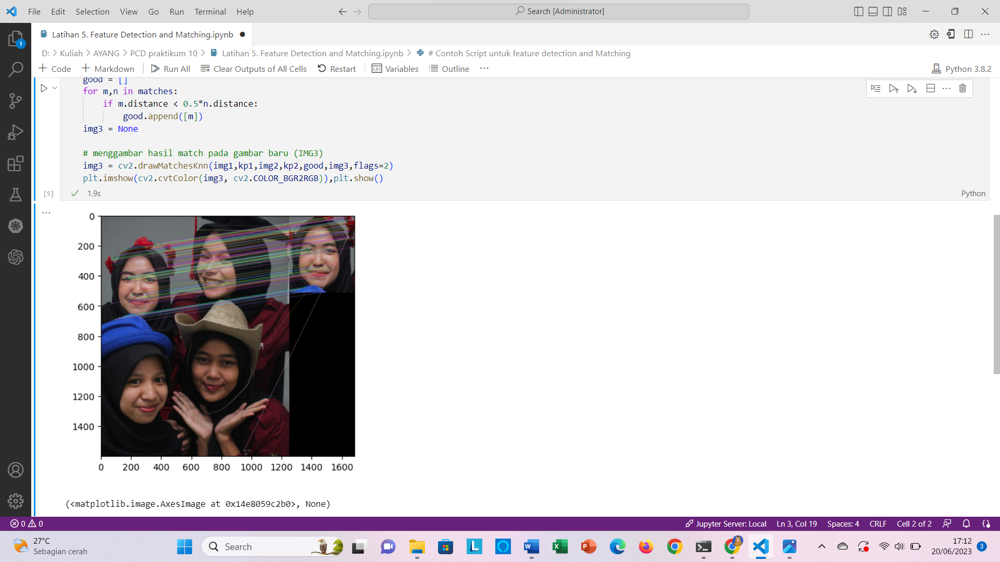 File Edit Selection View Go Run Terminal Help
Search [Administrator]
Latihan 5. Feature Detection and Matching.ipynb
1
D: > Kuliah > AYANG > PCD praktikum 10 > Latihan 5. Feature Detection and Matching.ipynb > # Contoh Script untuk feature detection and Matching
+ Code + Markdown Run All Clear Outputs of All Cells Restart Variables Outline ... Python 3.8.2
good = []
for m,n in matches:
if m.distance < 0.5*n.distance:
good.append([m])
img3 = None
# menggambar hasil match pada gambar baru (IMG3)
img3 = cv2.drawMatchesKnn(img1,kp1,img2,kp2,good,img3,flags=2)
plt.imshow(cv2.cvtColor(img3, cv2.COLOR_BGR2RGB)),plt.show()
[5] 1.9s Python
0
200
400
600
800
1000
1200
1400
0 200 400 600 800 1000 1200 1400 1600
(<matplotlib.image.AxesImage at 0x14e8059c2b0>, None)
0 0 Jupyter Server: Local Ln 3, Col 19 Spaces: 4 CRLF Cell 2 of 2
27°C
Sebagian cerah
Search
17:12
20/06/2023
3